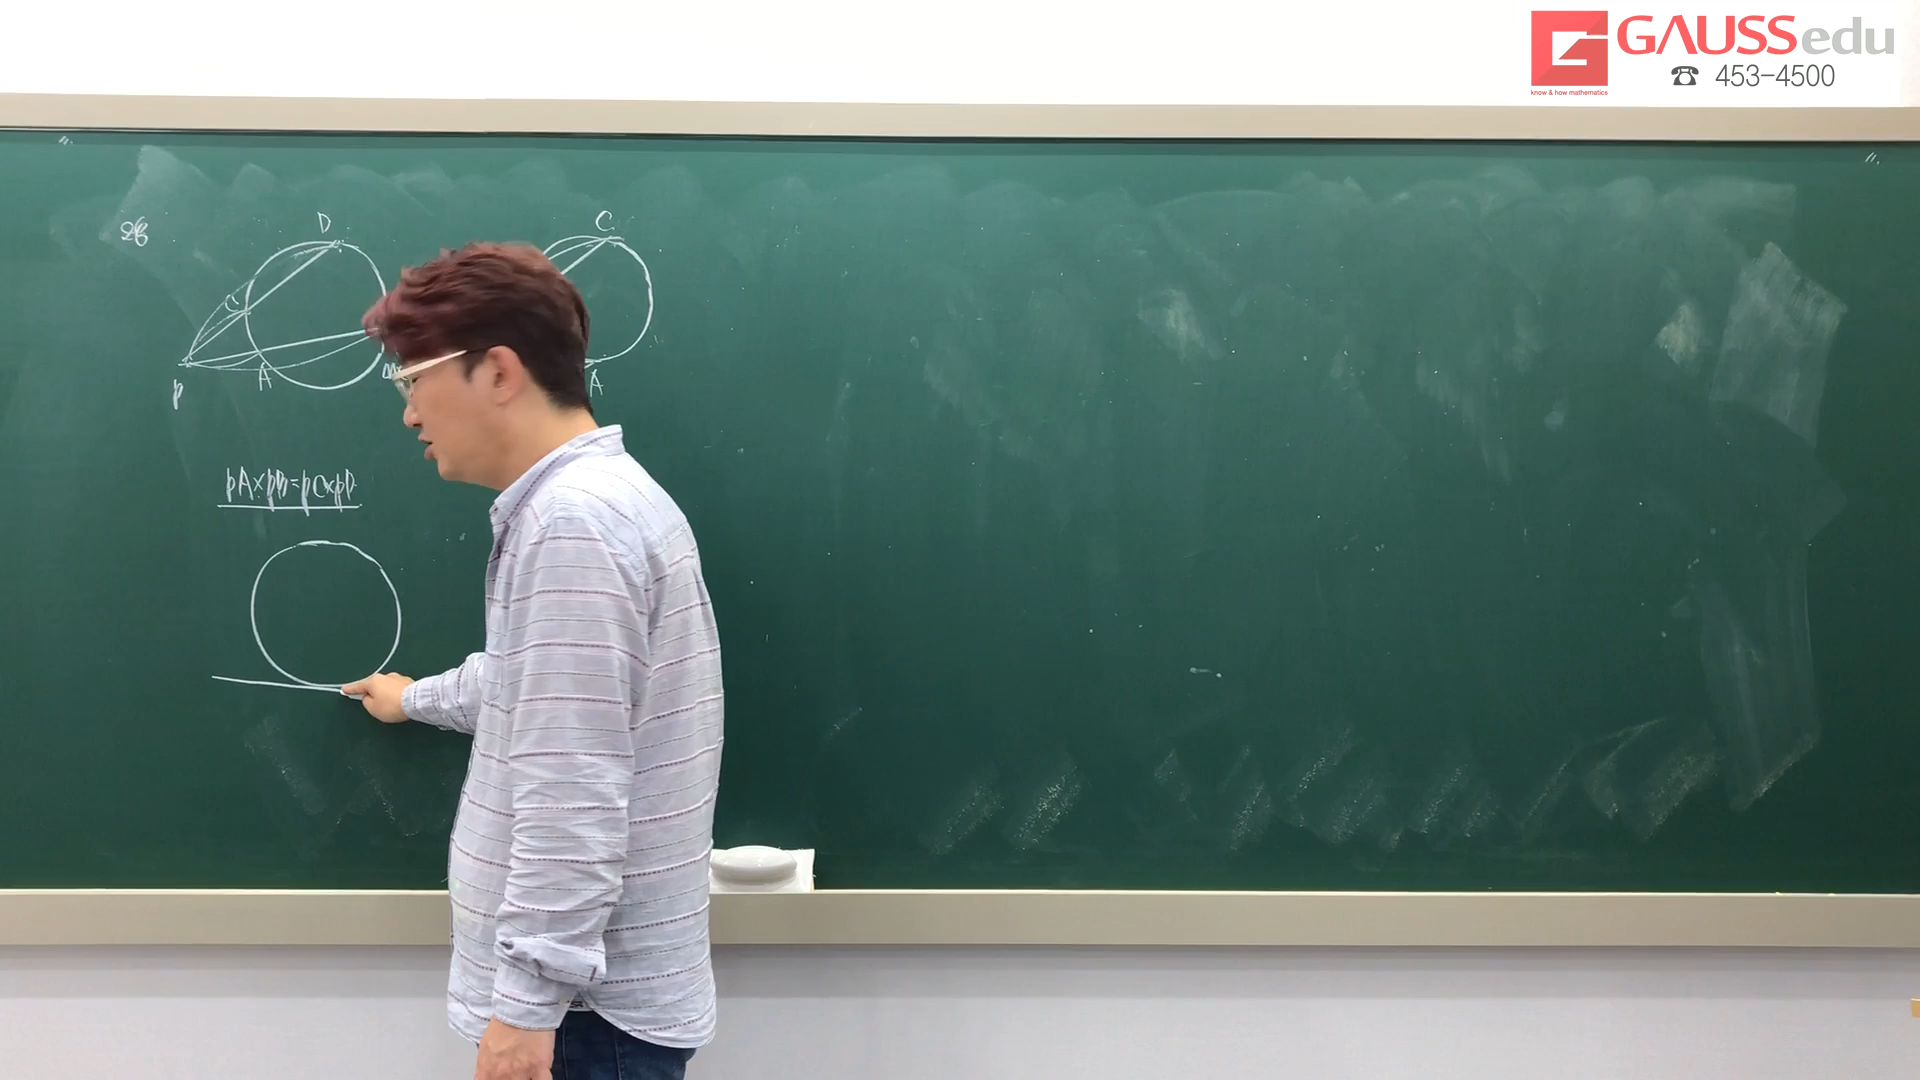 GAUSSedu
☎ 453-4500
know & how mathematics
D
C
C
P
A
A
PA×PB=PC×PD